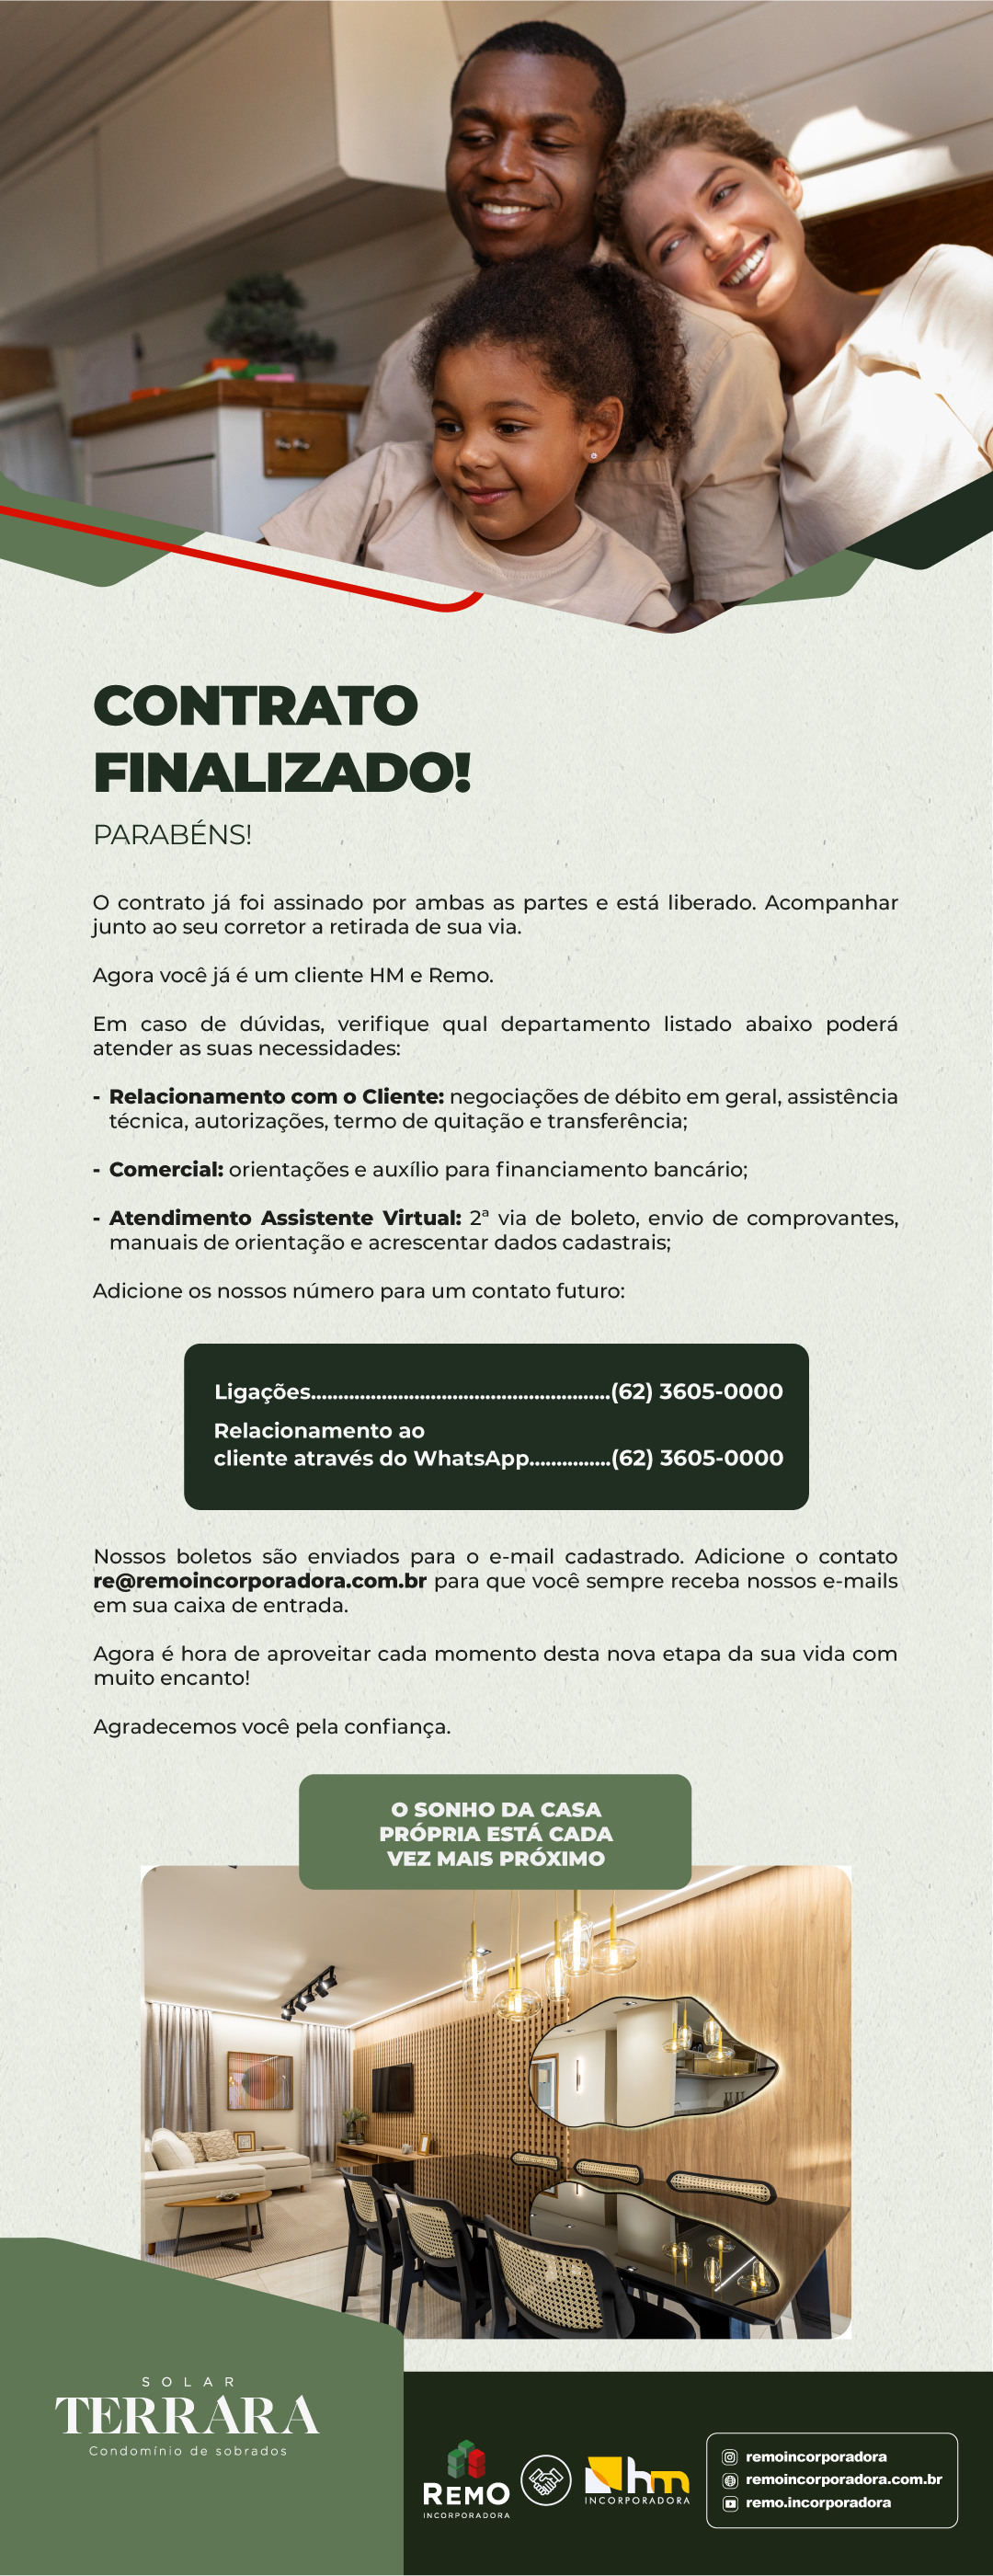 CONTRATO
FINALIZADO!
PARABÉNS!
O contrato já foi assinado por ambas as partes e está liberado. Acompanhar
junto ao seu corretor a retirada de sua via.
Agora você já é um cliente HM e Remo.
Em caso de dúvidas, verifique qual departamento listado abaixo poderá
atender as suas necessidades:
- Relacionamento com o Cliente: negociações de débito em geral, assistência
técnica, autorizações, termo de quitação e transferência;
- Comercial: orientações e auxílio para financiamento bancário;
- Atendimento Assistente Virtual: 2ª via de boleto, envio de comprovantes,
manuais de orientação e acrescentar dados cadastrais;
Adicione os nossos número para um contato futuro:
Ligações.......................................................(62) 3605-0000
Relacionamento ao
cliente através do WhatsApp...............(62) 3605-0000
Nossos boletos são enviados para o e-mail cadastrado. Adicione o contato
re@remoincorporadora.com.br para que você sempre receba nossos e-mails
em sua caixa de entrada.
Agora é hora de aproveitar cada momento desta nova etapa da sua vida com
muito encanto!
Agradecemos você pela confiança.
O SONHO DA CASA
PRÓPRIA ESTÁ CADA
VEZ MAIS PRÓXIMO
SOLAR
TERRARA
Condomínio de sobrados
REMO
INCORPORADORA
hm
INCORPORADORA
remoincorporadora
remoincorporadora.com.br
remo.incorporadora